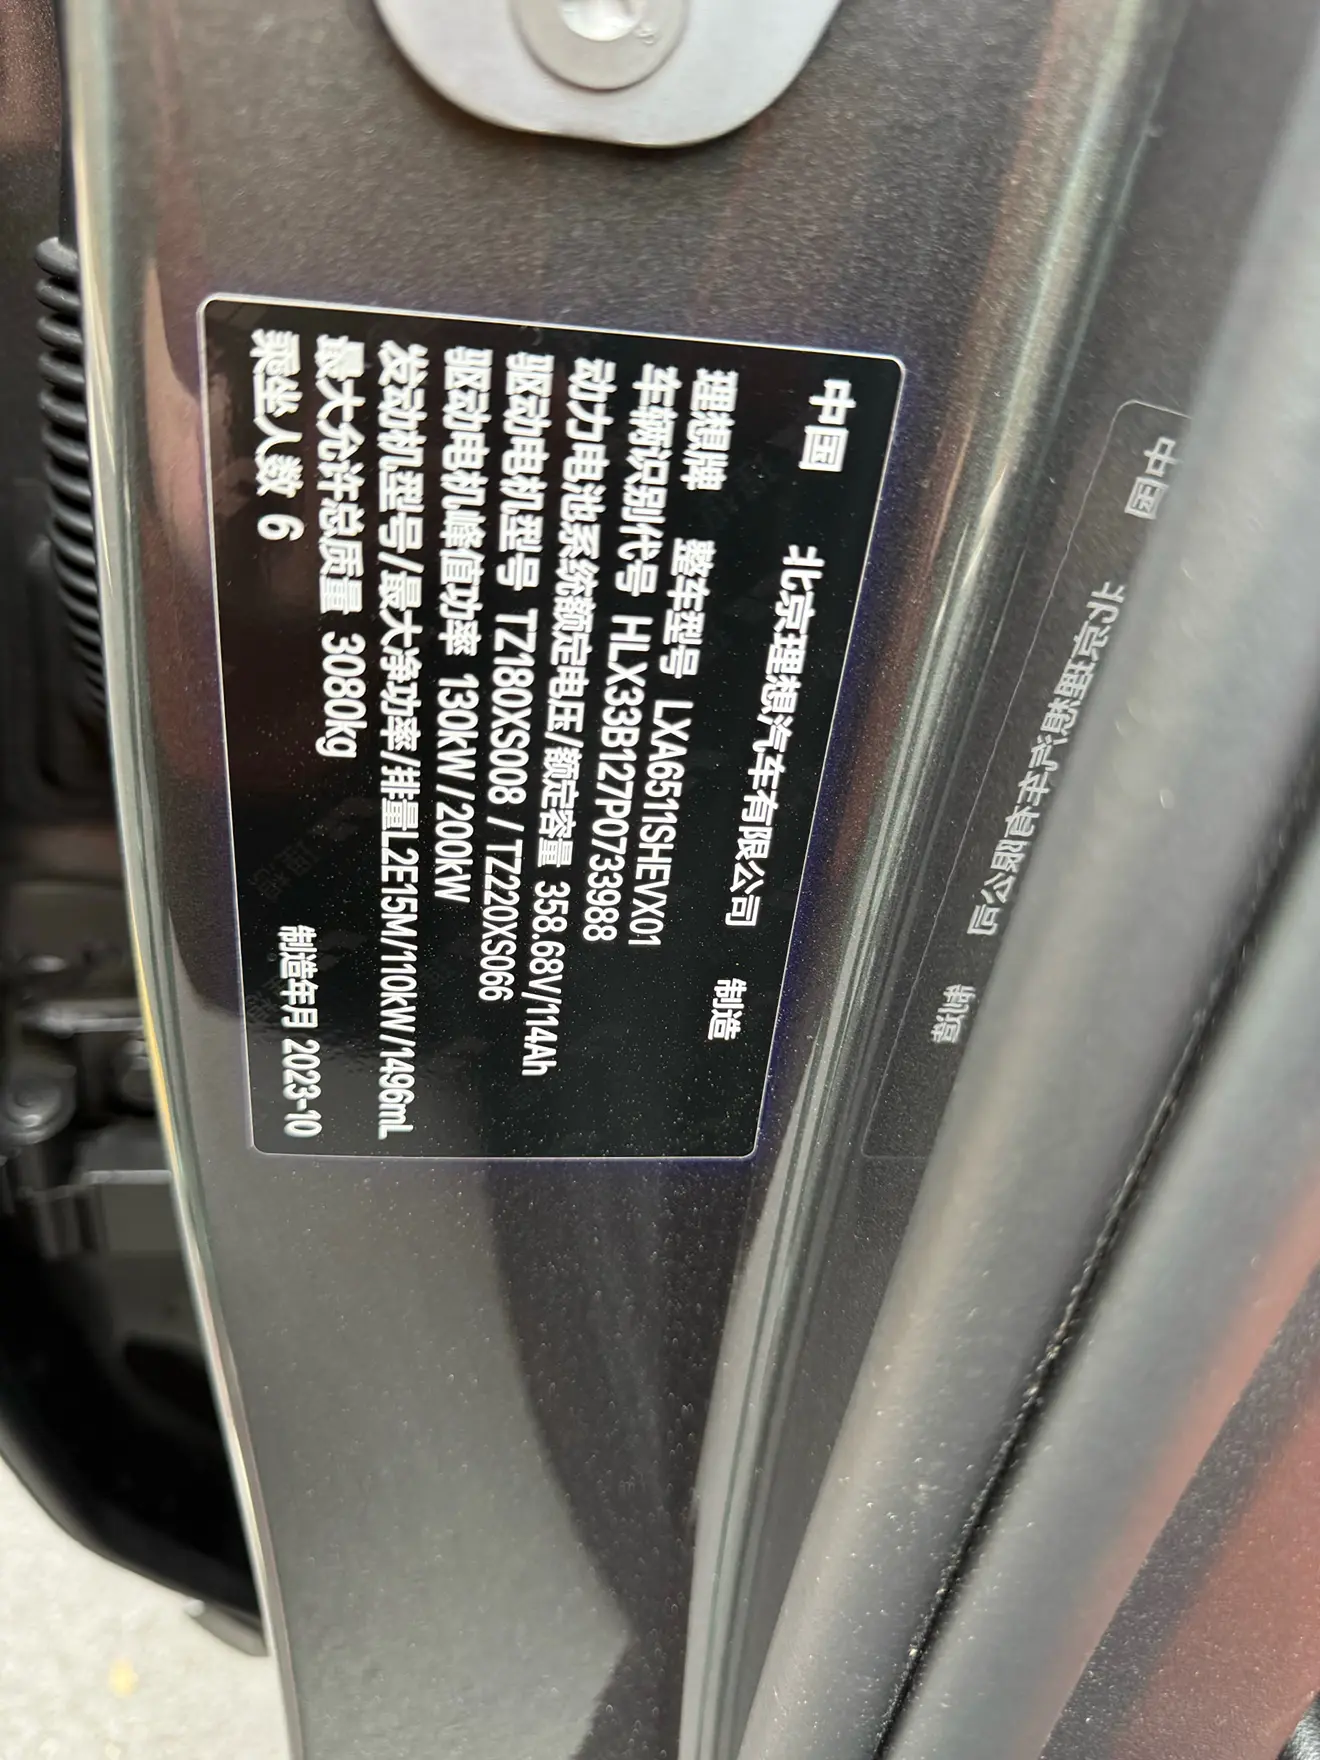 中国 北京理想汽车有限公司 制造
理想牌 整车型号 LXA6511SHEVX01
车辆识别代号 HLX33B127P0733988
动力电池系统额定电压/额定容量 358.68V/114Ah
驱动电机型号 TZ180XS008 / TZ220XS066
驱动电机峰值功率 130kW /200kW
发动机型号/最大净功率/排量L2E15M/110kW/1496mL
最大允许总质量 3080kg
乘坐人数 6 制造年月 2023-10